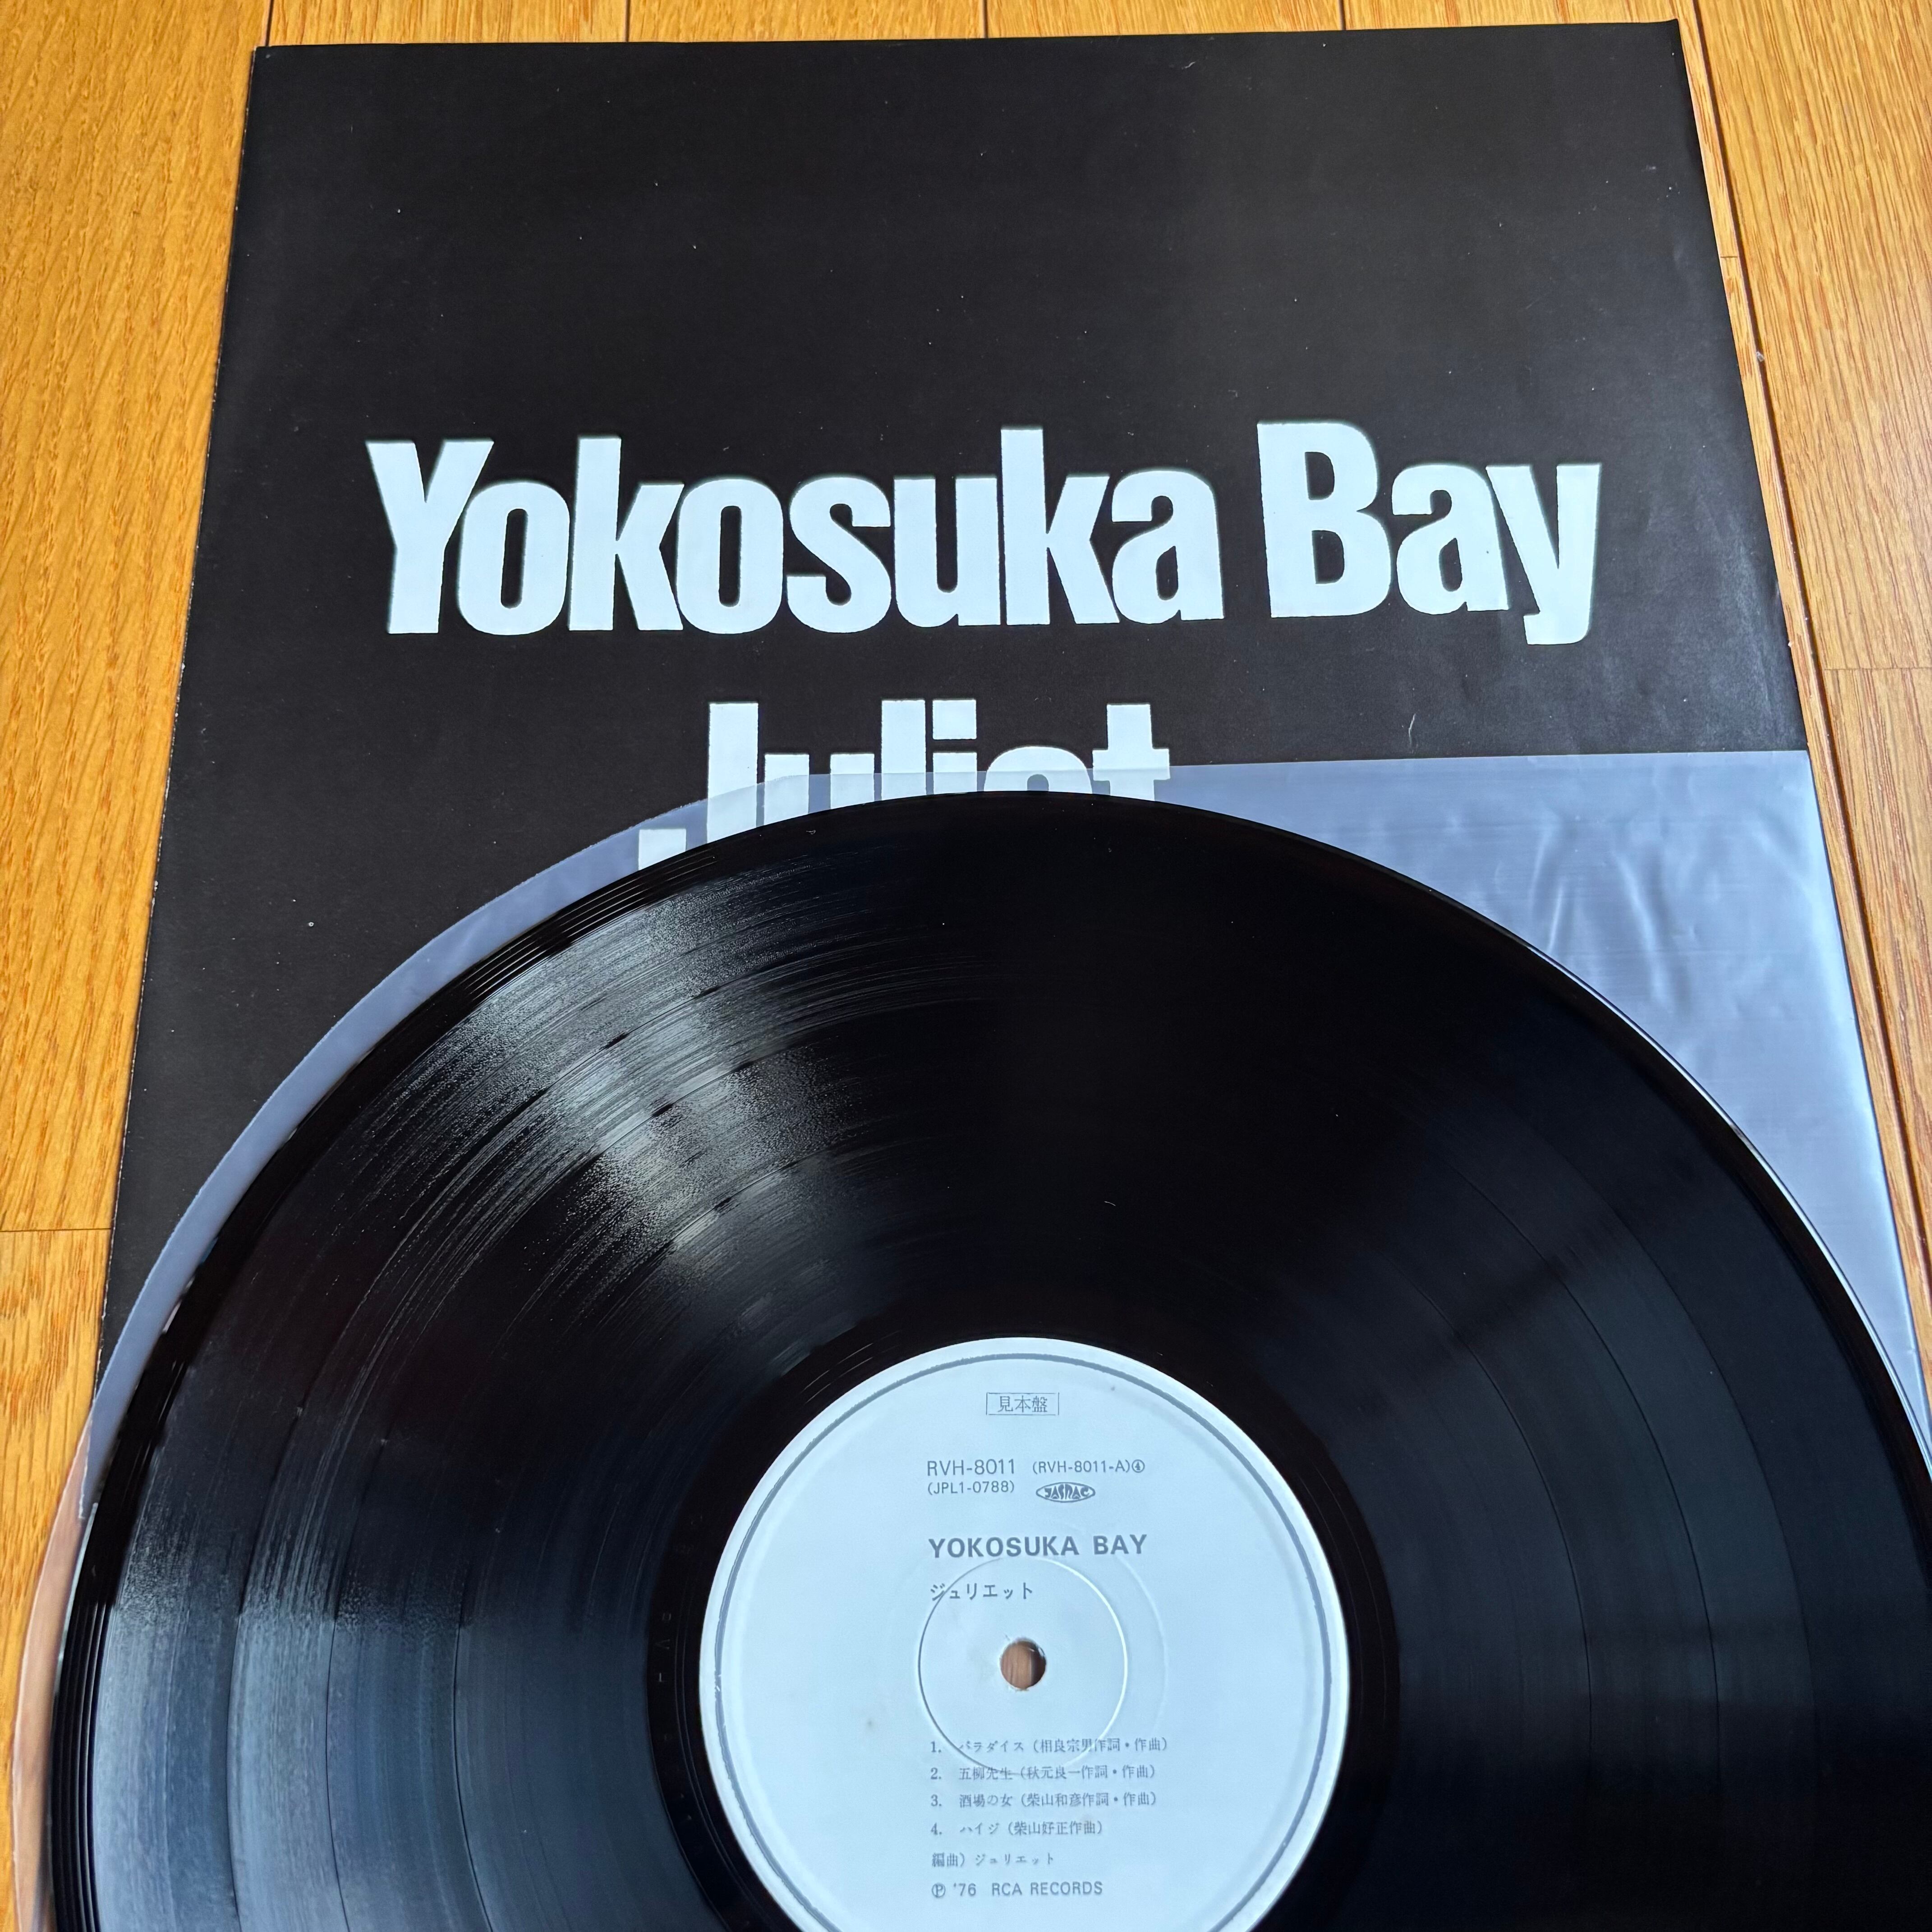 Yokosuka Bay
Juliet
見本盤
RVH-8011 (RVH-8011-A)④
(JPL1-0788) JASRAC
YOKOSUKA BAY
ジュリエット
1. パラダイス (相良宗男作詞・作曲)
2. 五柳先生 (秋元良一作詞・作曲)
3. 酒場の女 (柴山和彦作詞・作曲)
4. ハイジ (柴山好正作曲)
編曲) ジュリエット
Ⓟ '76 RCA RECORDS